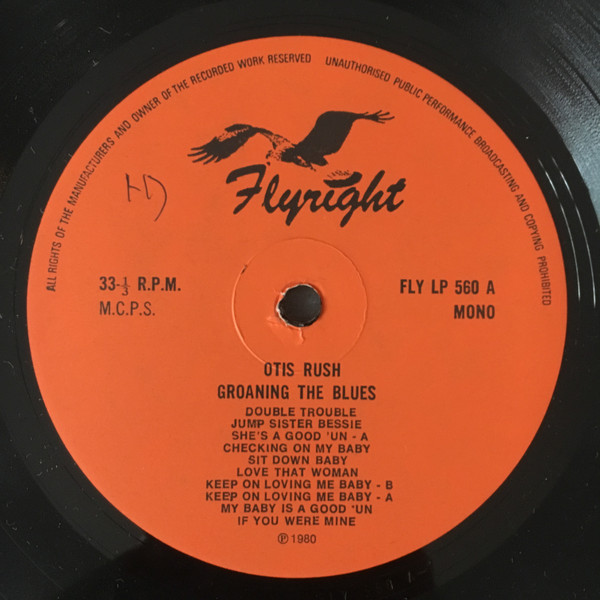 ALL RIGHTS OF THE MANUFACTURERS AND OWNER OF THE RECORDED WORK RESERVED UNAUTHORISED PUBLIC PERFORMANCE BROADCASTING AND COPYING PROHIBITED
Flyright
33-⅓ R.P.M.
M.C.P.S.
FLY LP 560 A
MONO
OTIS RUSH
GROANING THE BLUES
DOUBLE TROUBLE
JUMP SISTER BESSIE
SHE'S A GOOD 'UN - A
CHECKING ON MY BABY
SIT DOWN BABY
LOVE THAT WOMAN
KEEP ON LOVING ME BABY - B
KEEP ON LOVING ME BABY - A
MY BABY IS A GOOD 'UN
IF YOU WERE MINE
℗ 1980